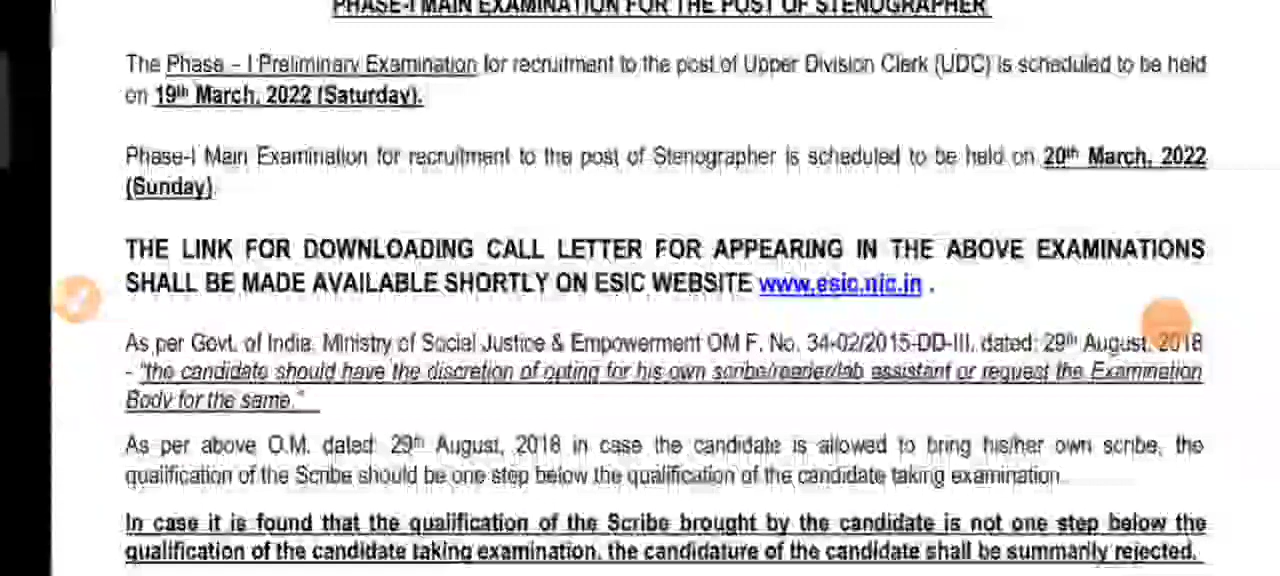 PHASE-I MAIN EXAMINATION FOR THE POST OF STENOGRAPHER
The Phase – I Preliminary Examination for recruitment to the post of Upper Division Clerk (UDC) is scheduled to be held
on 19th March, 2022 (Saturday).
Phase-I Main Examination for recruitment to the post of Stenographer is scheduled to be held on 20th March, 2022
(Sunday)
THE LINK FOR DOWNLOADING CALL LETTER FOR APPEARING IN THE ABOVE EXAMINATIONS
SHALL BE MADE AVAILABLE SHORTLY ON ESIC WEBSITE www.esic.nic.in .
As per Govt. of India, Ministry of Social Justice & Empowerment OM F. No. 34-02/2015-DD-III, dated: 29th August, 2018
- "the candidate should have the discretion of opting for his own scribe/reader/lab assistant or request the Examination
Body for the same."
As per above O.M. dated 29th August, 2018 in case the candidate is allowed to bring his/her own scribe, the
qualification of the Scribe should be one step below the qualification of the candidate taking examination.
In case it is found that the qualification of the Scribe brought by the candidate is not one step below the
qualification of the candidate taking examination, the candidature of the candidate shall be summarily rejected.